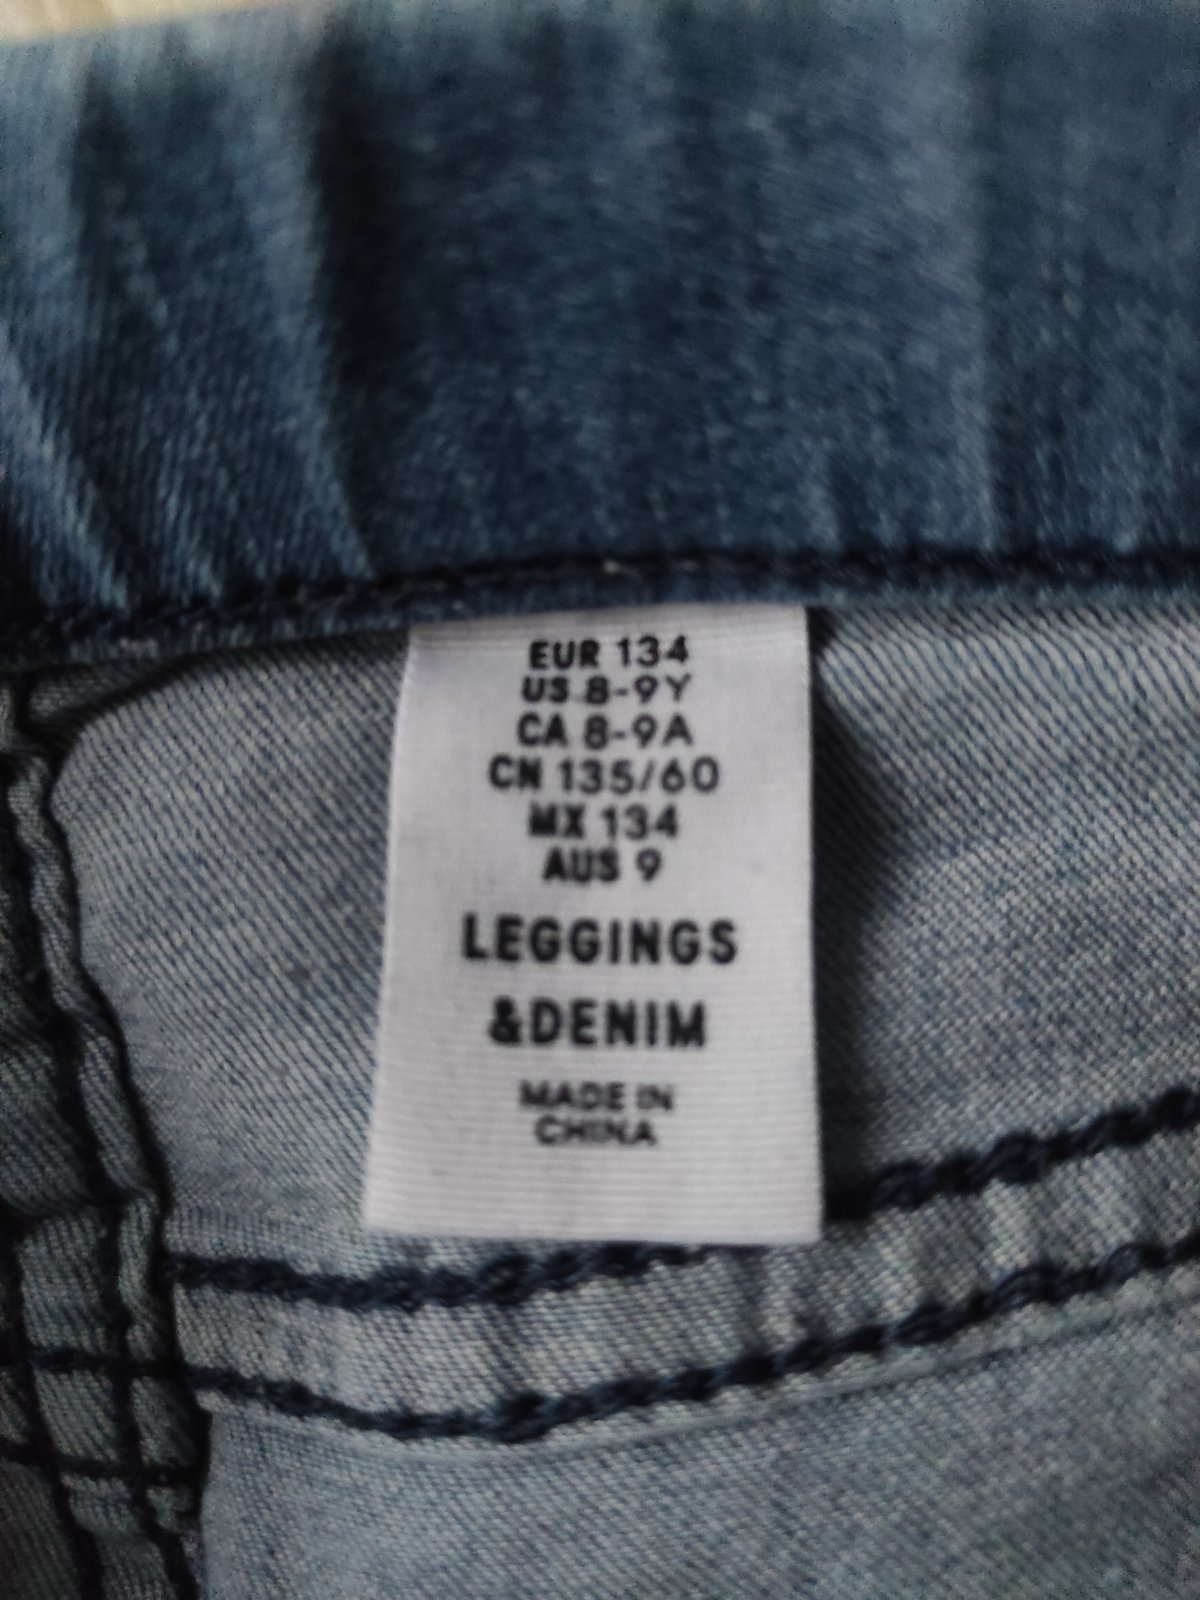 EUR 134
US 8-9Y
CA 8-9A
CN 135/60
MX 134
AUS 9
LEGGINGS
&DENIM
MADE IN
CHINA